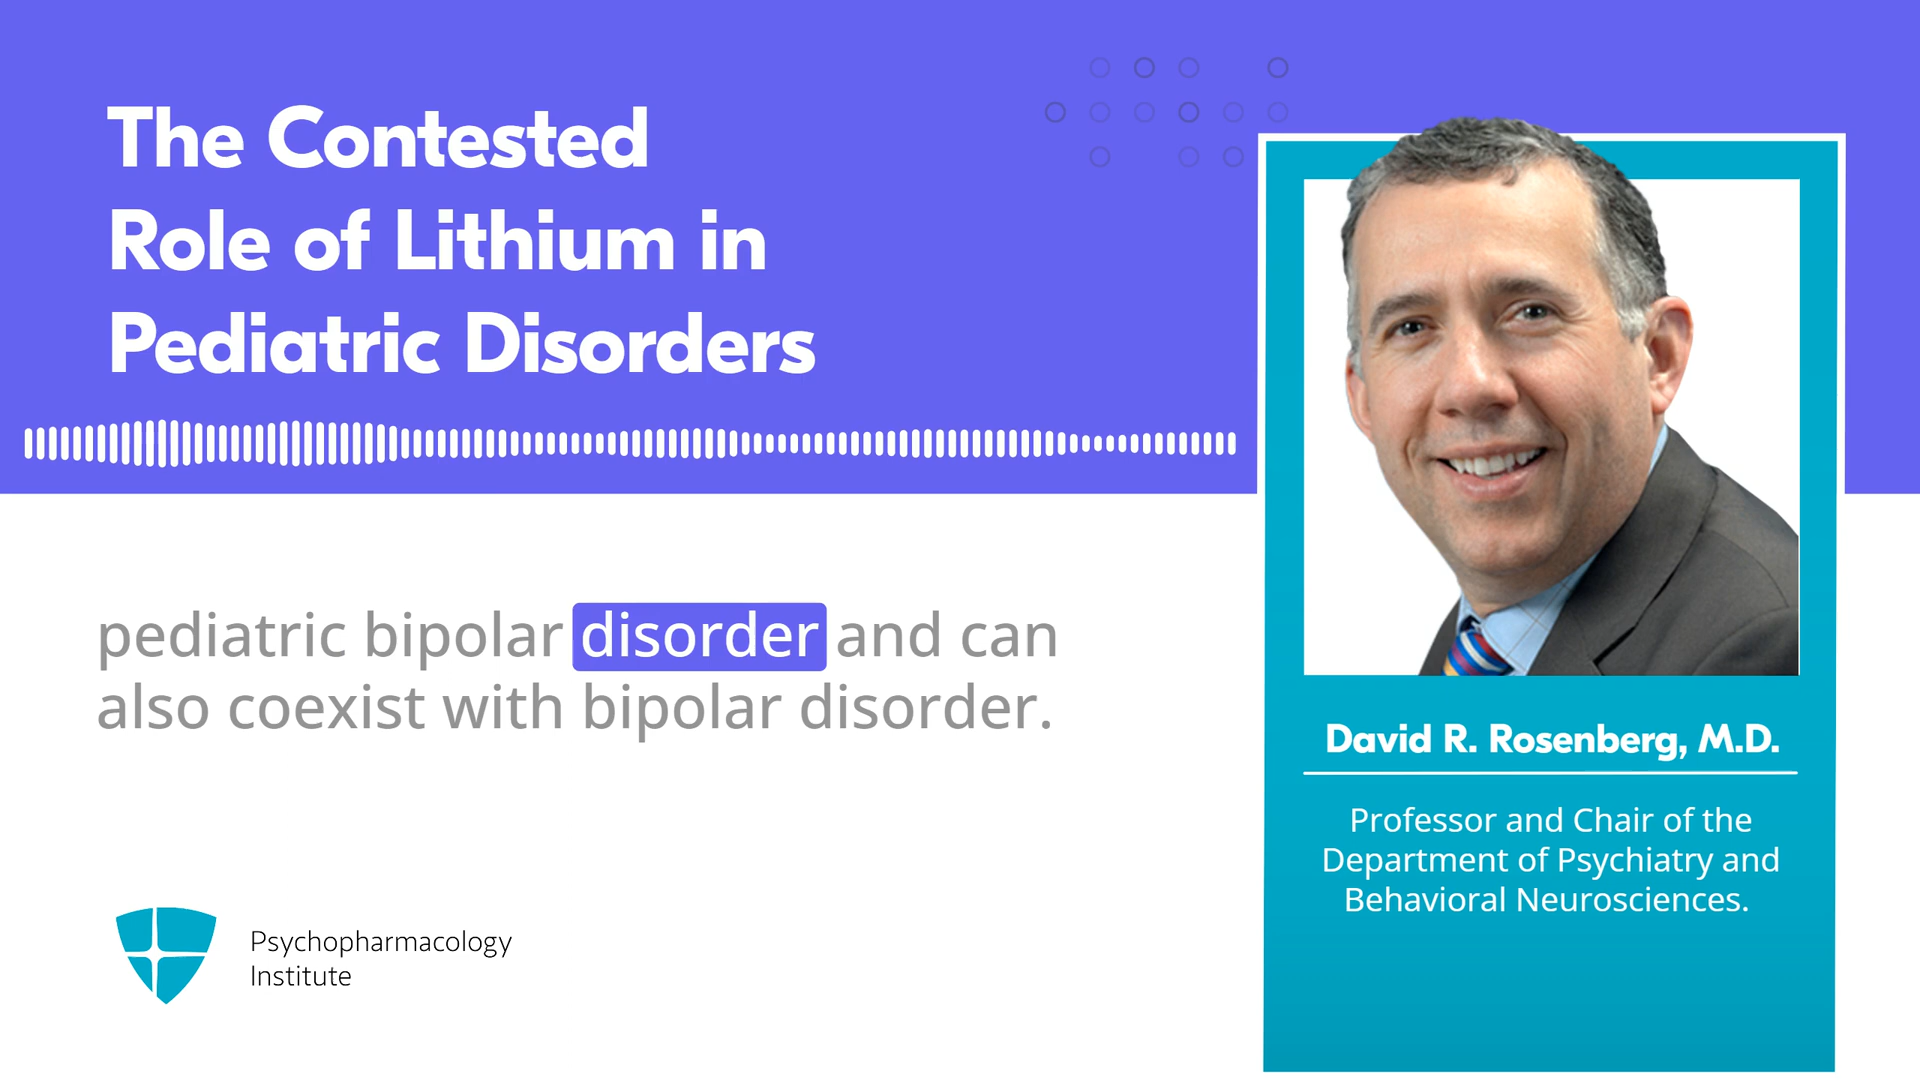 The Contested
Role of Lithium in
Pediatric Disorders
pediatric bipolar disorder and can
also coexist with bipolar disorder.
Psychopharmacology
Institute
David R. Rosenberg, M.D.
Professor and Chair of the
Department of Psychiatry and
Behavioral Neurosciences.